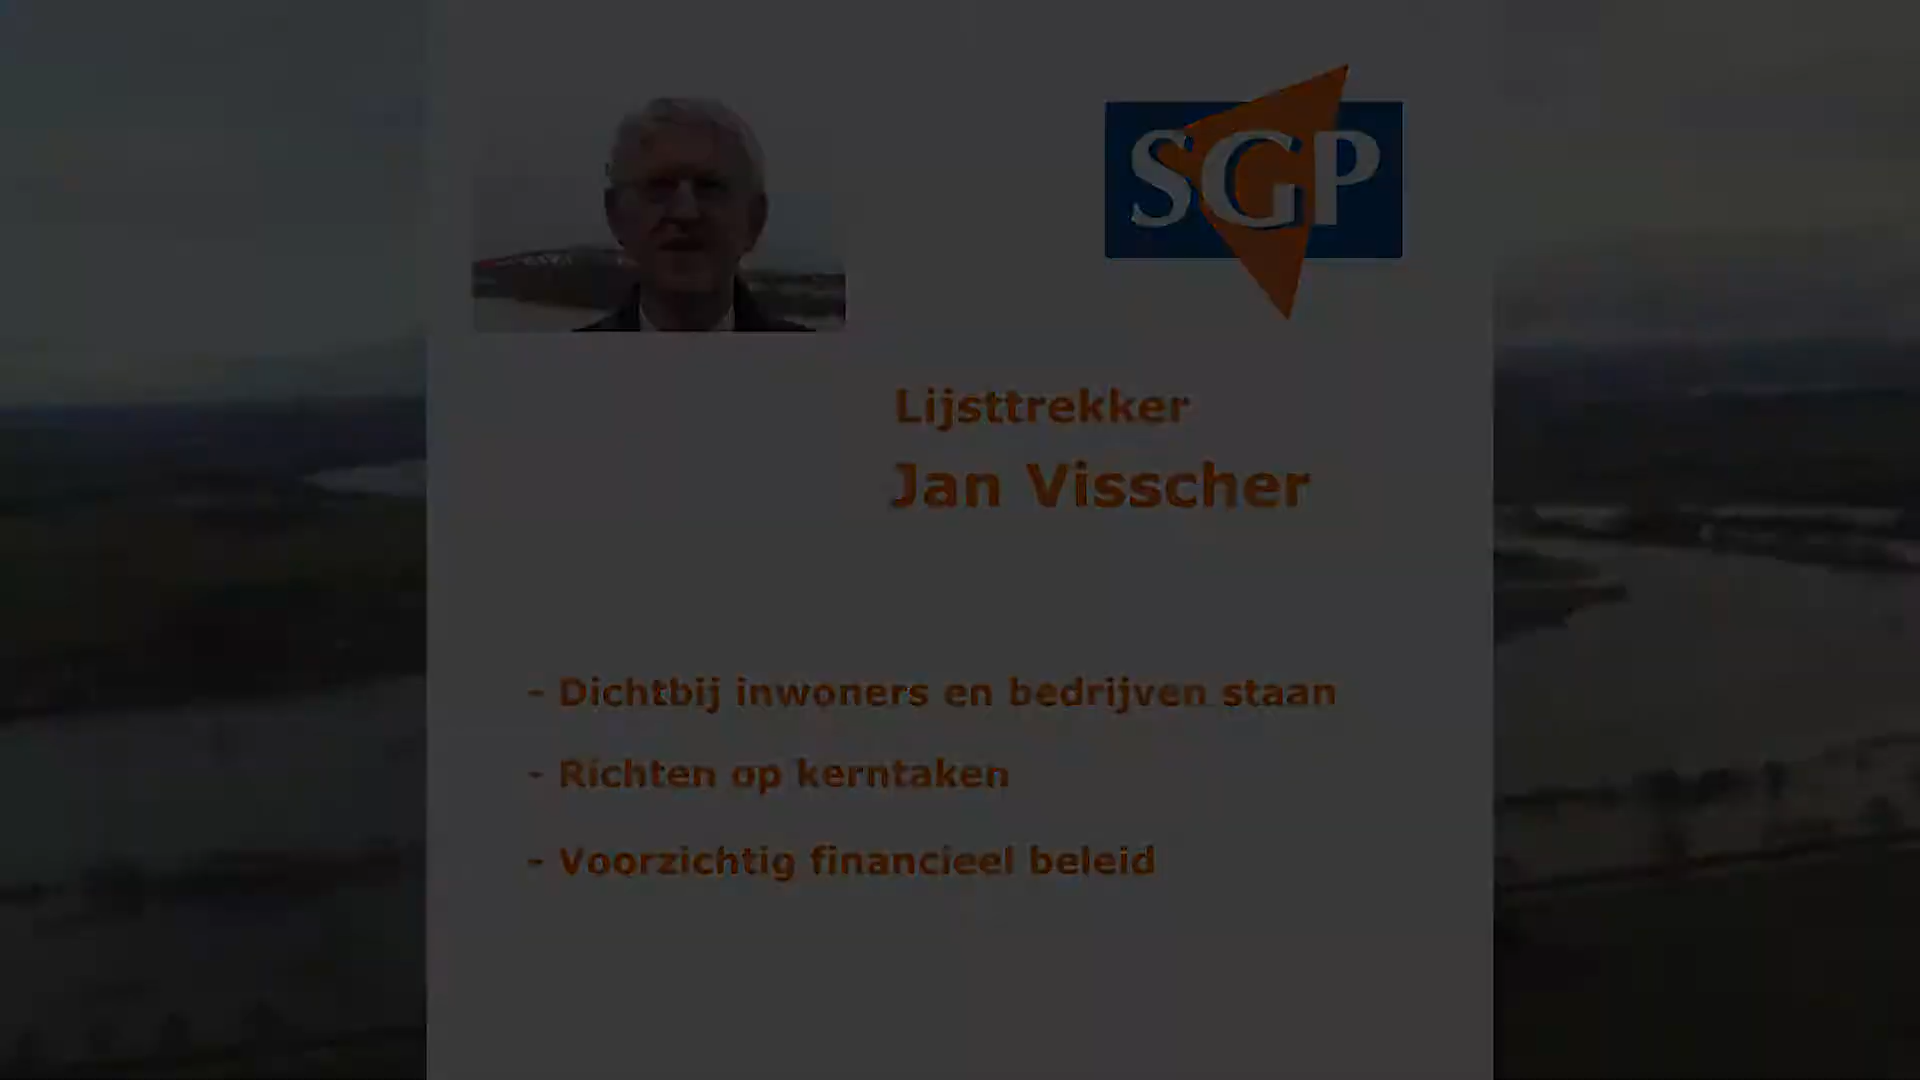 SGP
Lijsttrekker
Jan Visscher
- Dichtbij inwoners en bedrijven staan
- Richten op kerntaken
- Voorzichtig financieel beleid